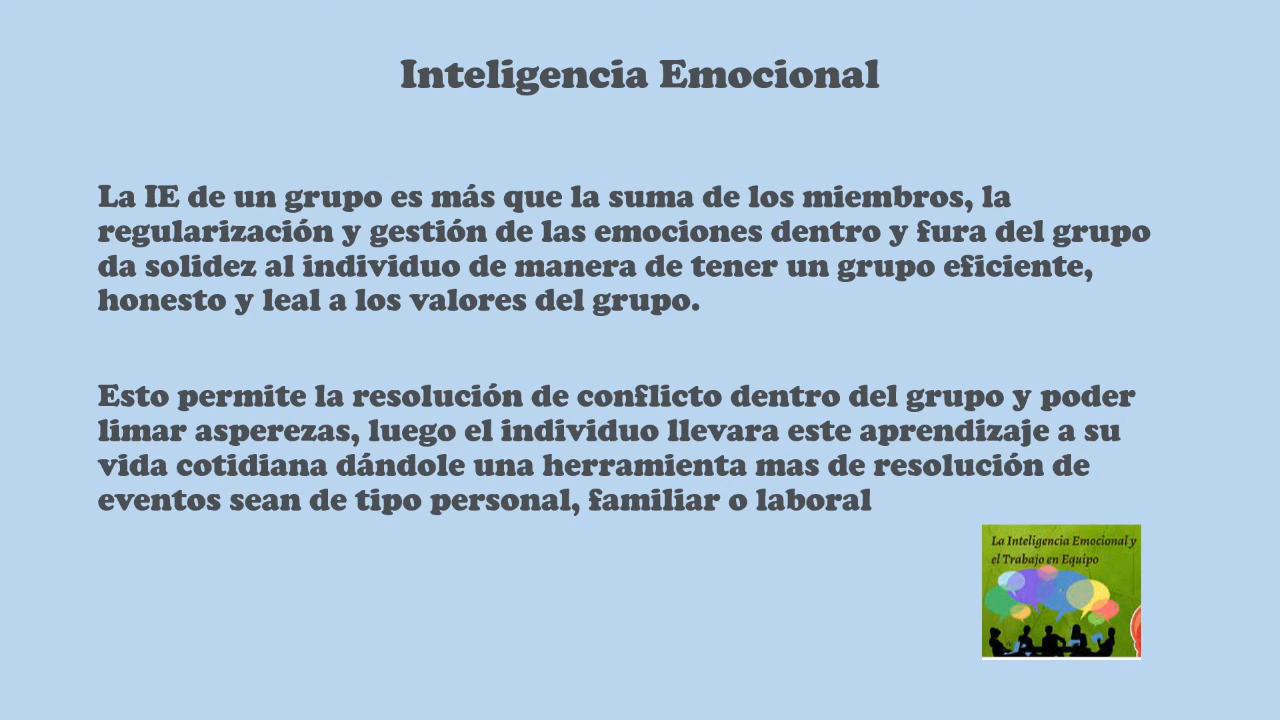 Inteligencia Emocional
La IE de un grupo es más que la suma de los miembros, la
regularización y gestión de las emociones dentro y fura del grupo
da solidez al individuo de manera de tener un grupo eficiente,
honesto y leal a los valores del grupo.
Esto permite la resolución de conflicto dentro del grupo y poder
limar asperezas, luego el individuo llevara este aprendizaje a su
vida cotidiana dándole una herramienta mas de resolución de
eventos sean de tipo personal, familiar o laboral
La Inteligencia Emocional y
el Trabajo en Equipo